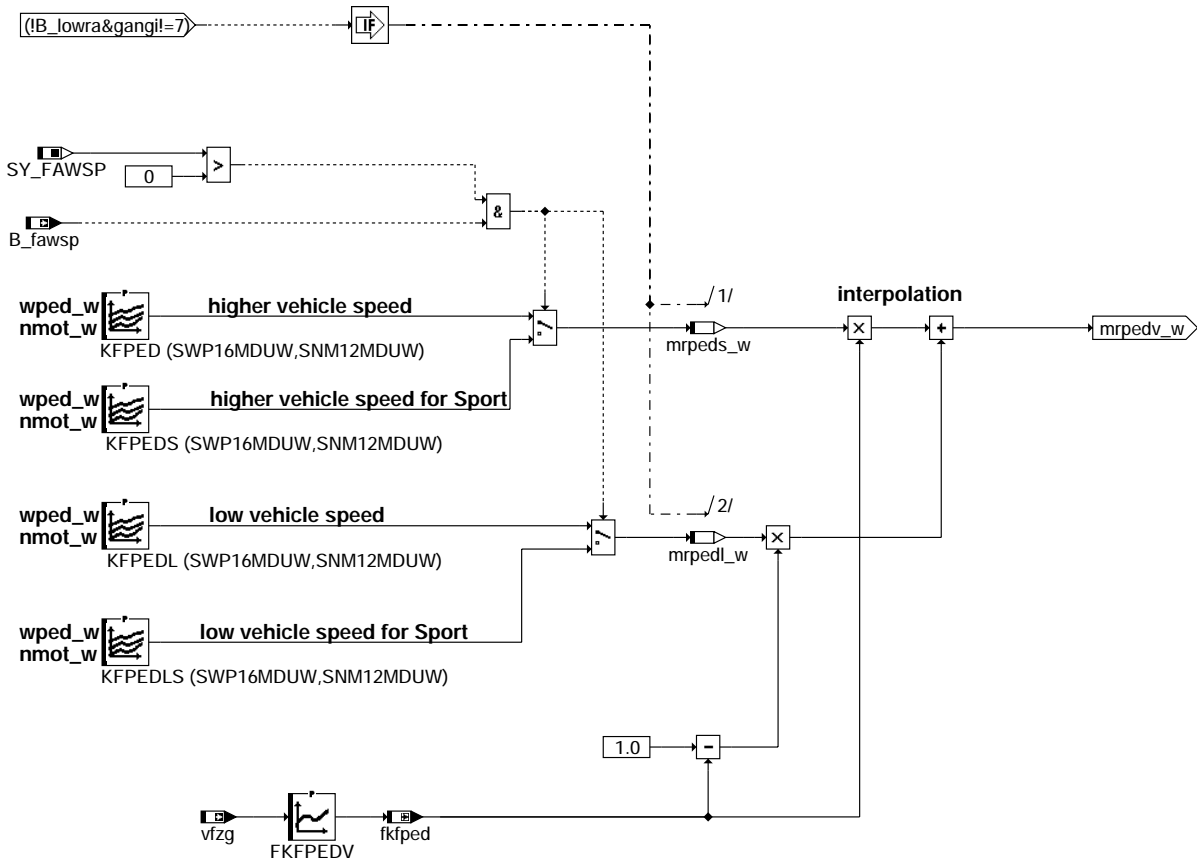 (!B_lowra&gangi!=7)
IF
SY_FAWSP
0
>
&
B_fawsp
wped_w
nmot_w
P
higher vehicle speed
KFPED (SWP16MDUW,SNM12MDUW)
/1/
mrpeds_w
interpolation
×
+
mrpedv_w
wped_w
nmot_w
P
higher vehicle speed for Sport
KFPEDS (SWP16MDUW,SNM12MDUW)
wped_w
nmot_w
P
low vehicle speed
KFPEDL (SWP16MDUW,SNM12MDUW)
/2/
mrpedl_w
×
wped_w
nmot_w
P
low vehicle speed for Sport
KFPEDLS (SWP16MDUW,SNM12MDUW)
1.0
−
vfzg
P
FKFPEDV
fkfped